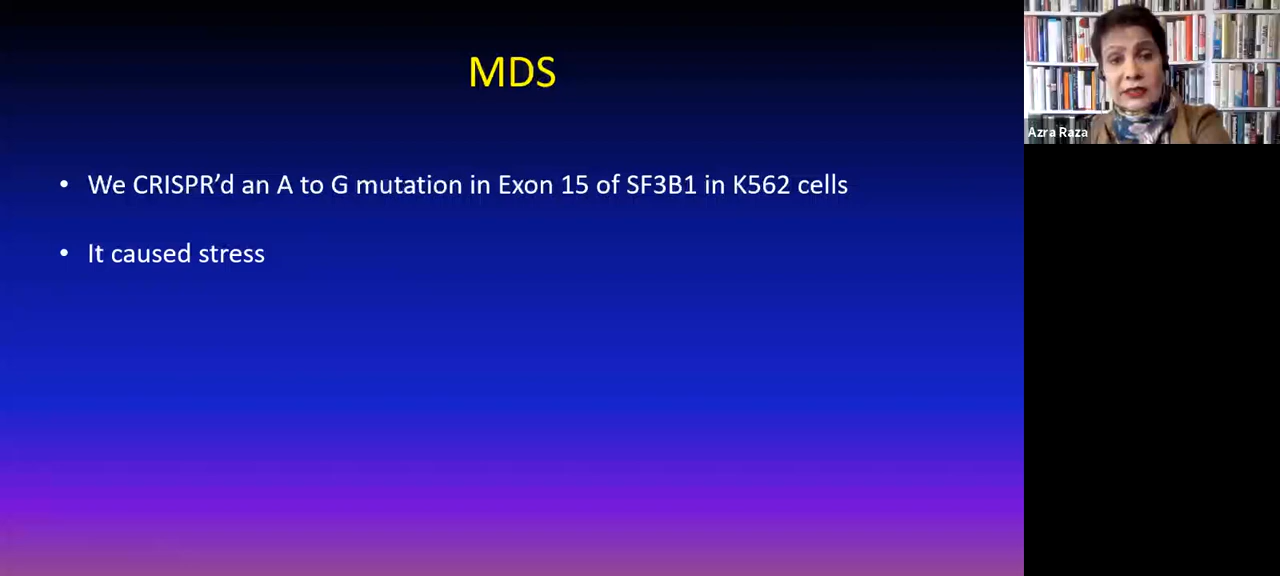 MDS
• We CRISPR’d an A to G mutation in Exon 15 of SF3B1 in K562 cells
• It caused stress
Azra Raza